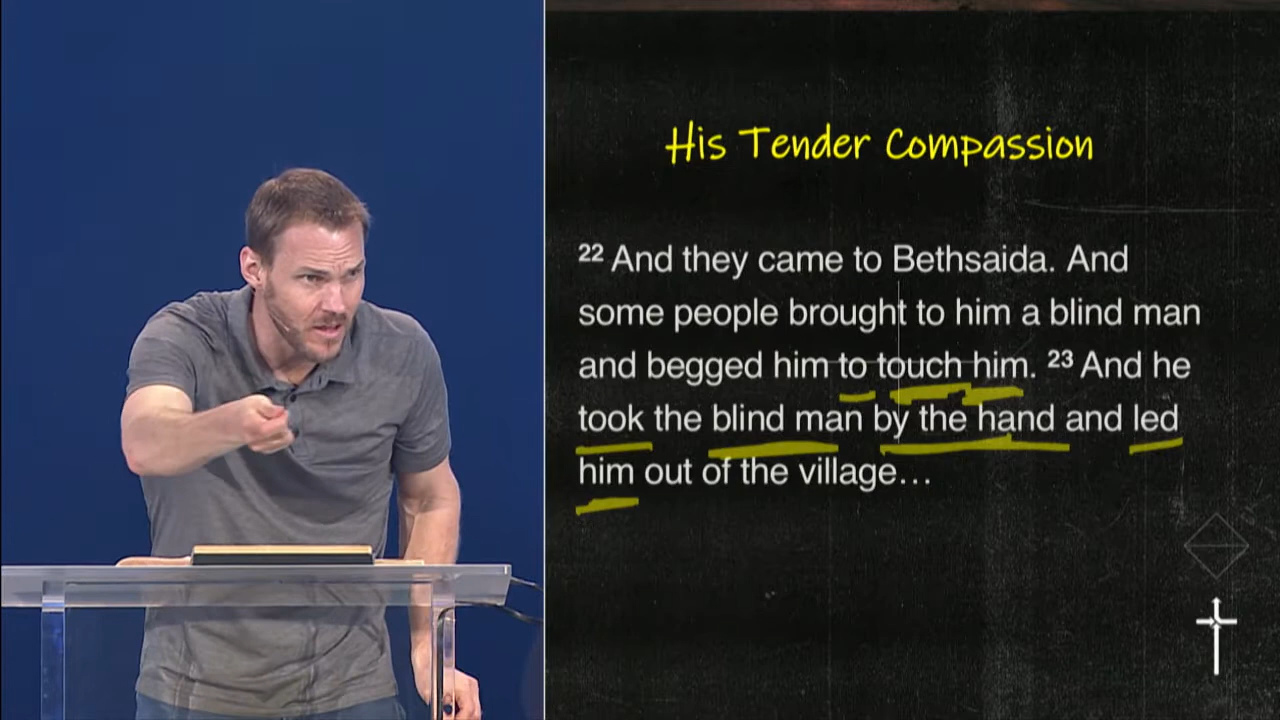 His Tender Compassion
22 And they came to Bethsaida. And
some people brought to him a blind man
and begged him to touch him. 23 And he
took the blind man by the hand and led
him out of the village...